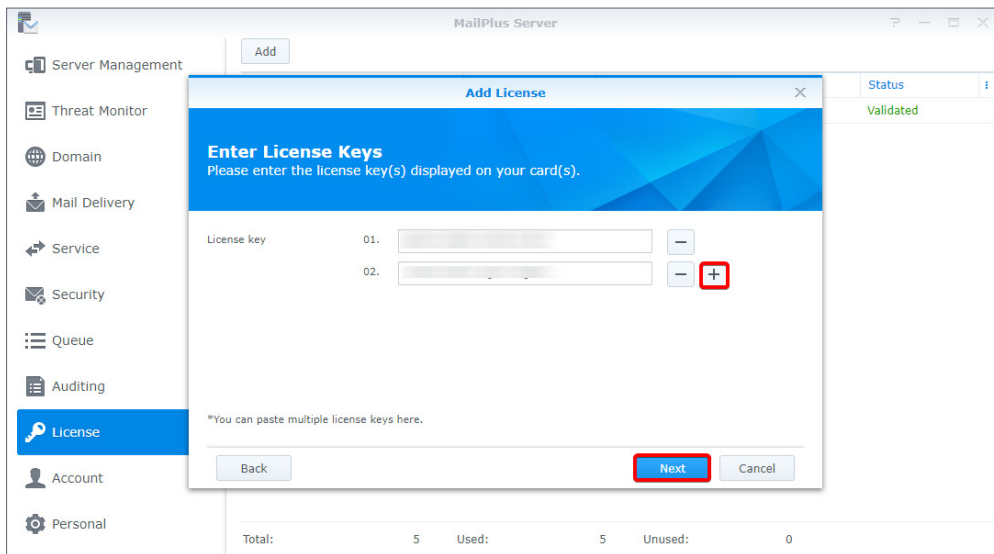 MailPlus Server
Server Management
Threat Monitor
Domain
Mail Delivery
Service
Security
Queue
Auditing
License
Account
Personal
Add
Status
Validated
Add License
Enter License Keys
Please enter the license key(s) displayed on your card(s).
License key 01.
02.
*You can paste multiple license keys here.
Back Next Cancel
Total: 5 Used: 5 Unused: 0